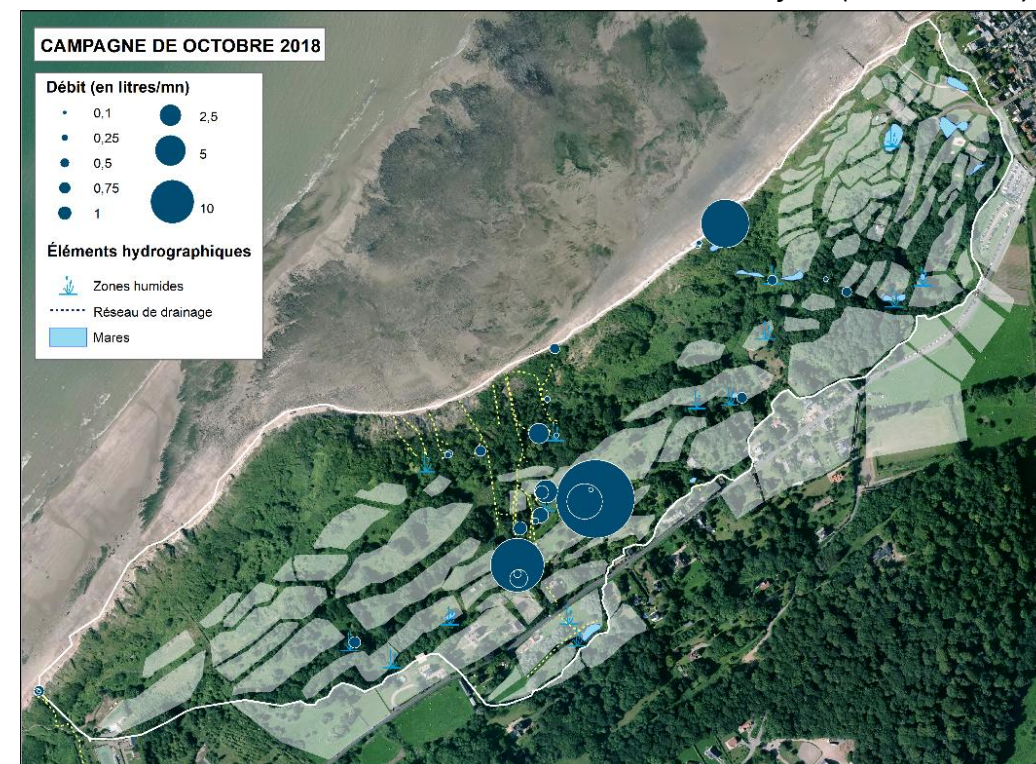 CAMPAGNE DE OCTOBRE 2018
Débit (en litres/mn)
0,1
0,25
0,5
0,75
1
2,5
5
10
Éléments hydrographiques
Zones humides
Réseau de drainage
Mares